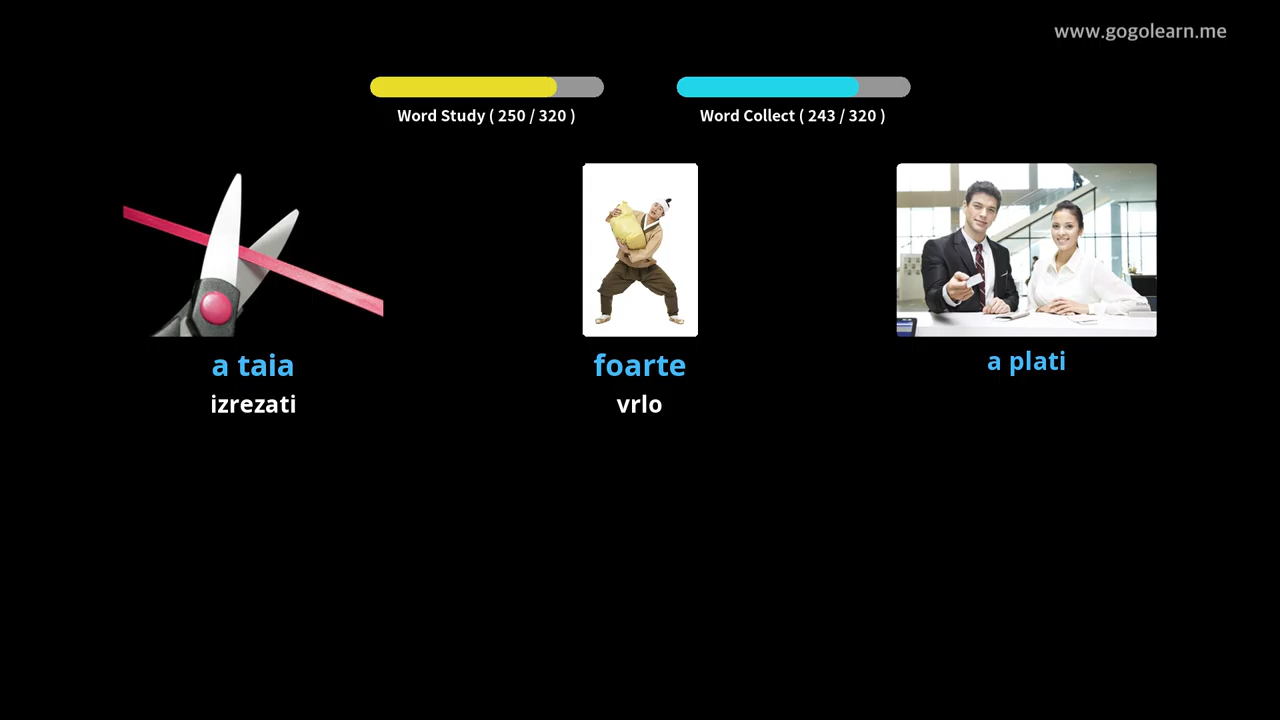 www.gogolearn.me
Word Study ( 250 / 320 )
Word Collect ( 243 / 320 )
a taia
foarte
a plati
izrezati
vrlo